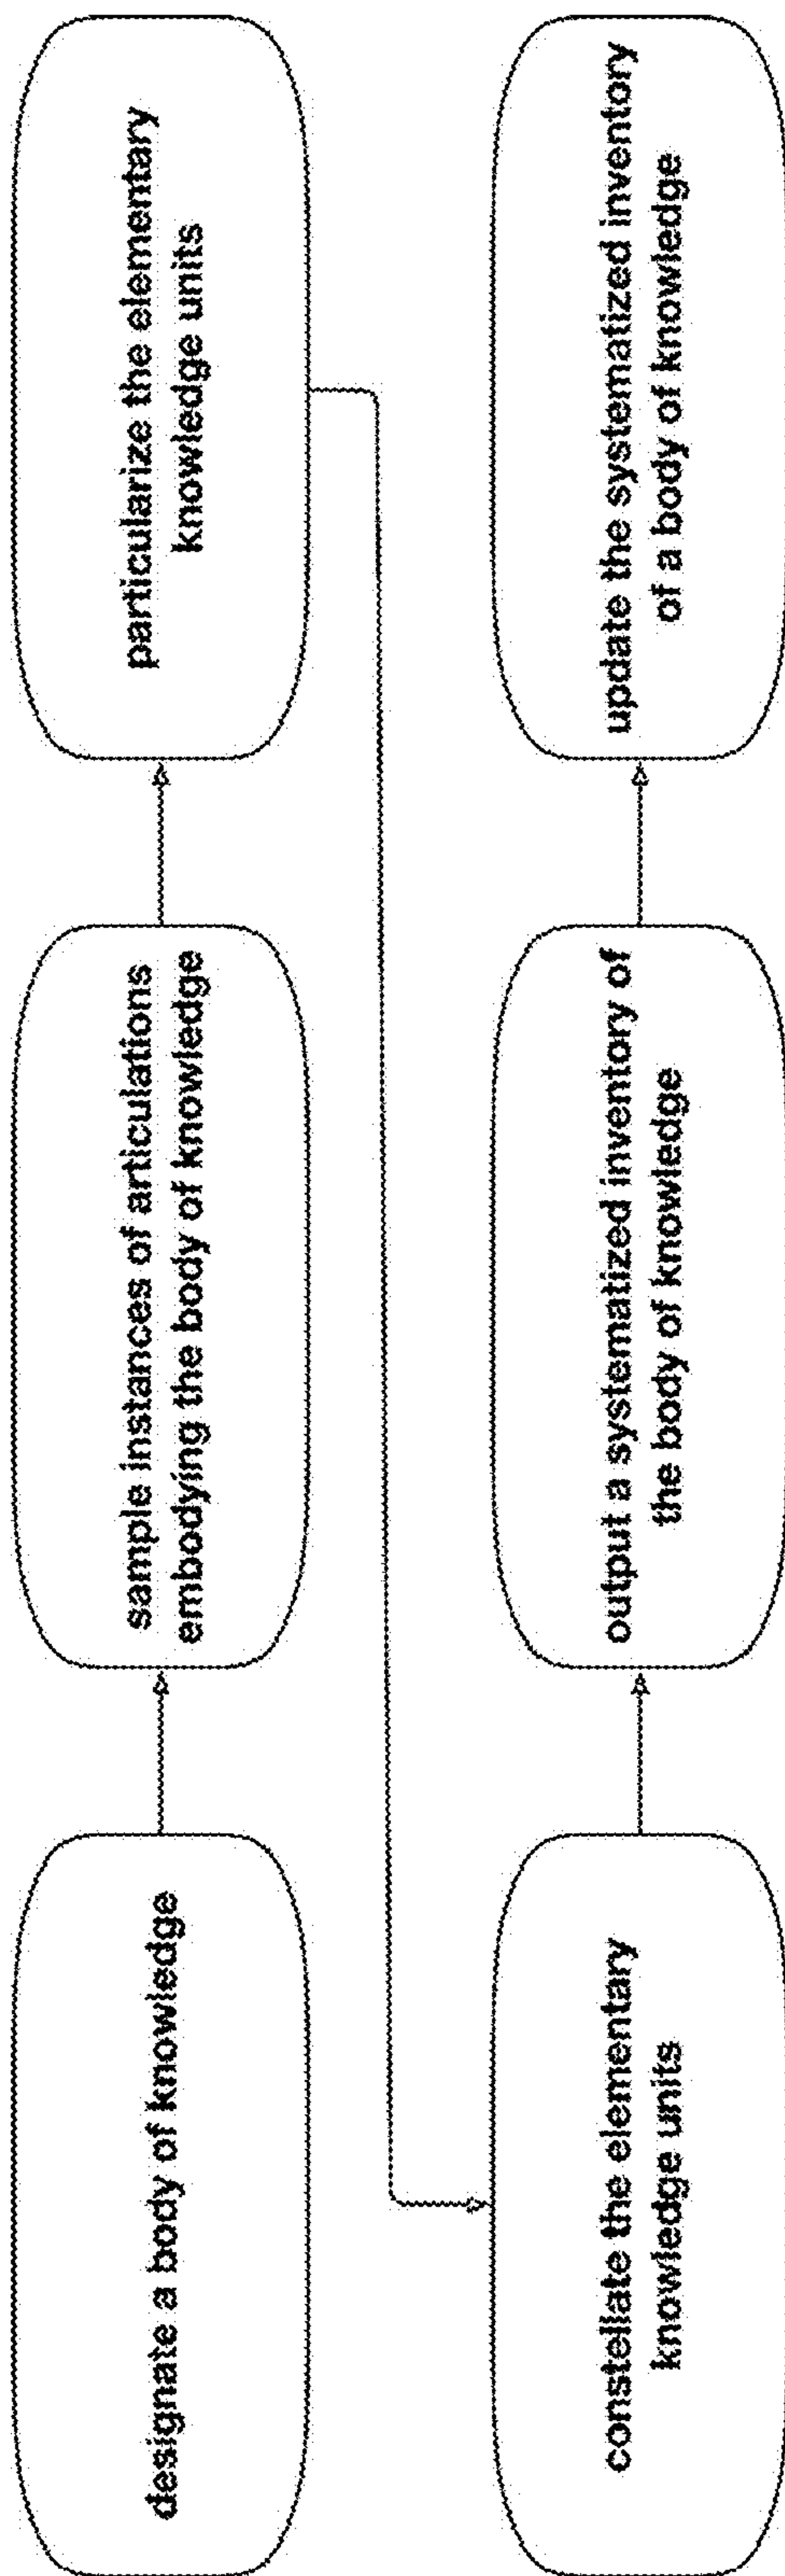 designate a body of knowledge
sample instances of articulations
embodying the body of knowledge
particularize the elementary
knowledge units
constellate the elementary
knowledge units
output a systematized inventory of
the body of knowledge
update the systematized inventory
of a body of knowledge